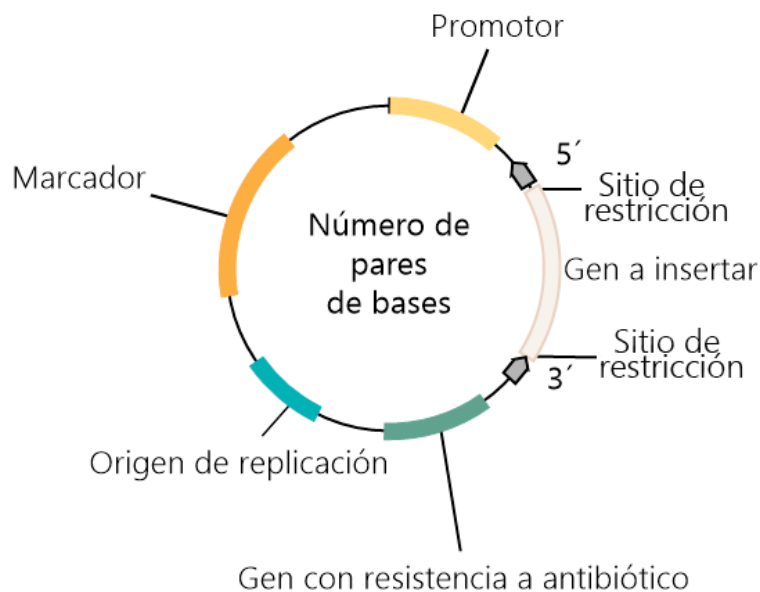 Promotor
5´
Sitio de
restricción
Marcador
Número de
pares
de bases
Gen a insertar
Sitio de
restricción
3´
Origen de replicación
Gen con resistencia a antibiótico